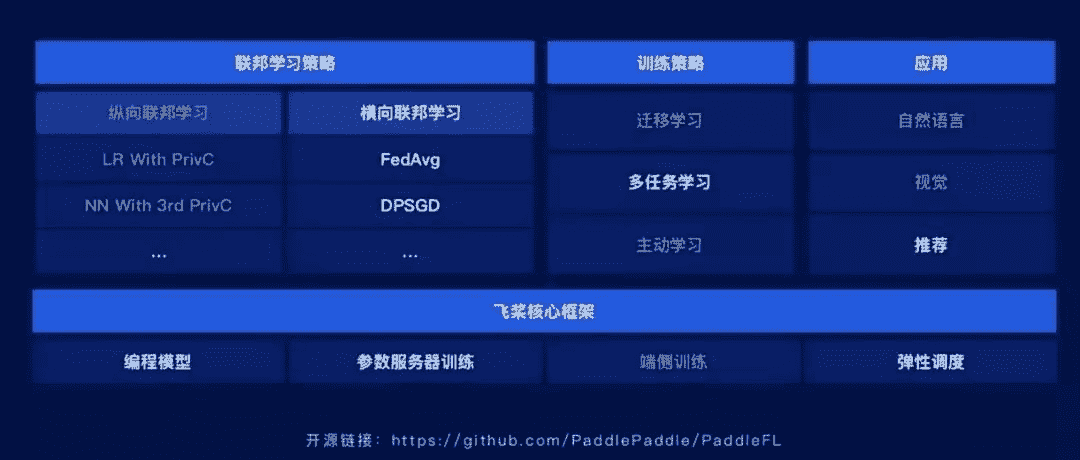 联邦学习策略
纵向联邦学习
横向联邦学习
LR With PrivC
FedAvg
NN With 3rd PrivC
DPSGD
...
...
训练策略
迁移学习
多任务学习
主动学习
应用
自然语言
视觉
推荐
飞桨核心框架
编程模型
参数服务器训练
端侧训练
弹性调度
开源链接：https://github.com/PaddlePaddle/PaddleFL